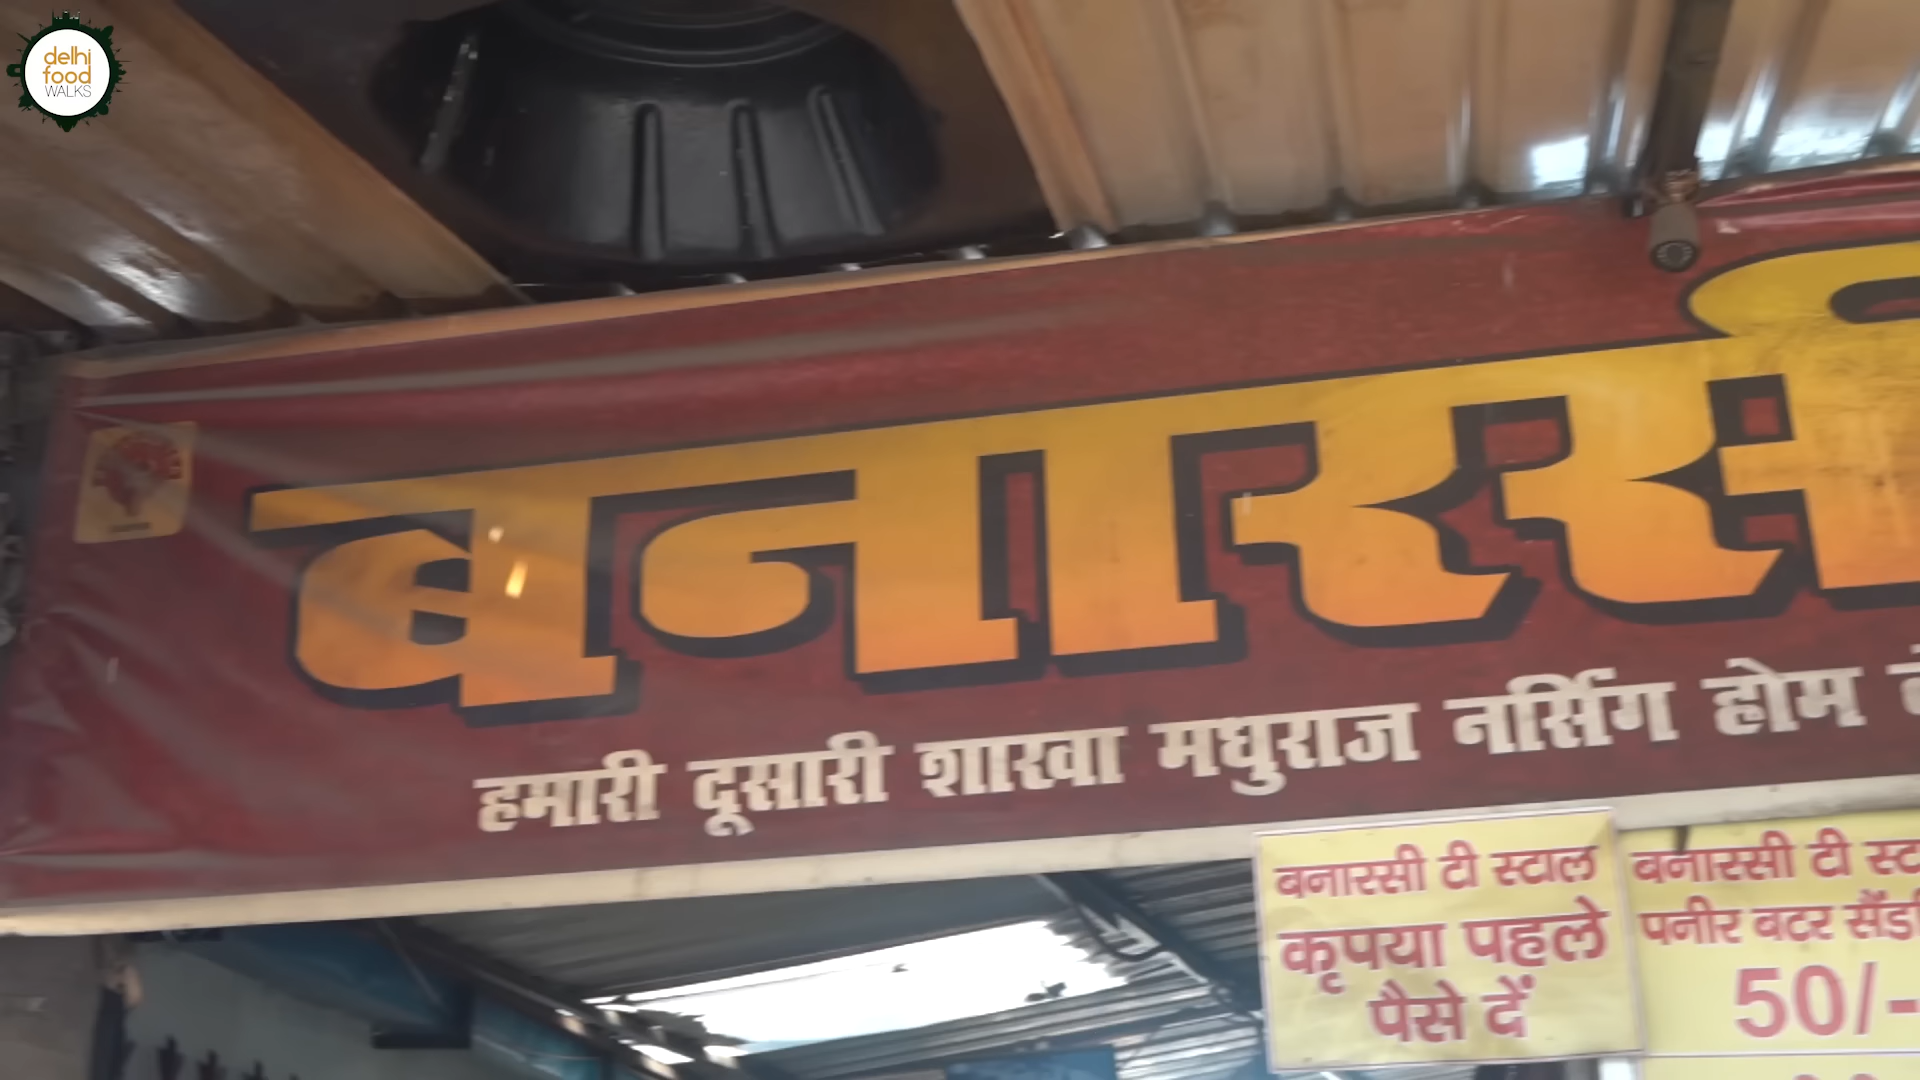 delhi
food
WALKS
बनारसी
हमारी दूसारी शाखा मधुराज नर्सिंग होम
बनारसी टी स्टाल
कृपया पहले
पैसे दें
बनारसी टी
पनीर बटर
50/-